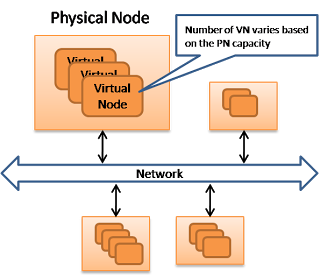 Physical Node
Number of VN varies based
on the PN capacity
Virtual
Virtual
Virtual
Node
Network